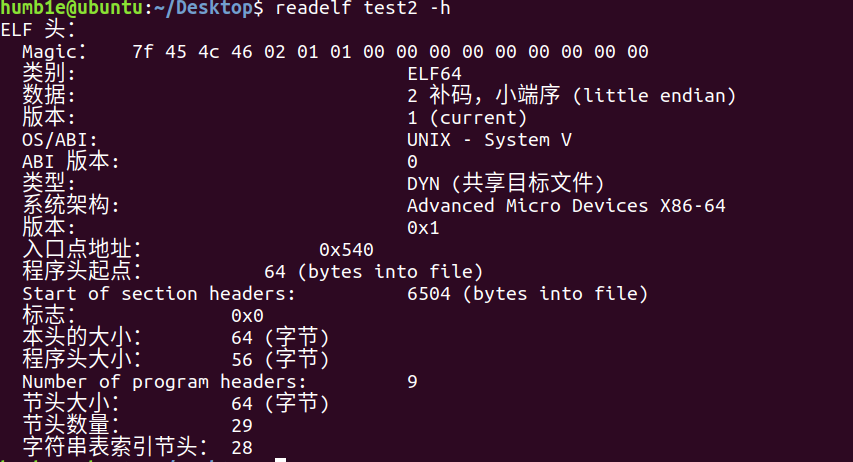 humb1e@ubuntu:~/Desktop$ readelf test2 -h
ELF 头：
Magic： 7f 45 4c 46 02 01 01 00 00 00 00 00 00 00 00 00
类别: ELF64
数据: 2 补码，小端序 (little endian)
版本: 1 (current)
OS/ABI: UNIX - System V
ABI 版本: 0
类型: DYN (共享目标文件)
系统架构: Advanced Micro Devices X86-64
版本: 0x1
入口点地址： 0x540
程序头起点： 64 (bytes into file)
Start of section headers: 6504 (bytes into file)
标志： 0x0
本头的大小： 64 (字节)
程序头大小： 56 (字节)
Number of program headers: 9
节头大小： 64 (字节)
节头数量： 29
字符串表索引节头： 28